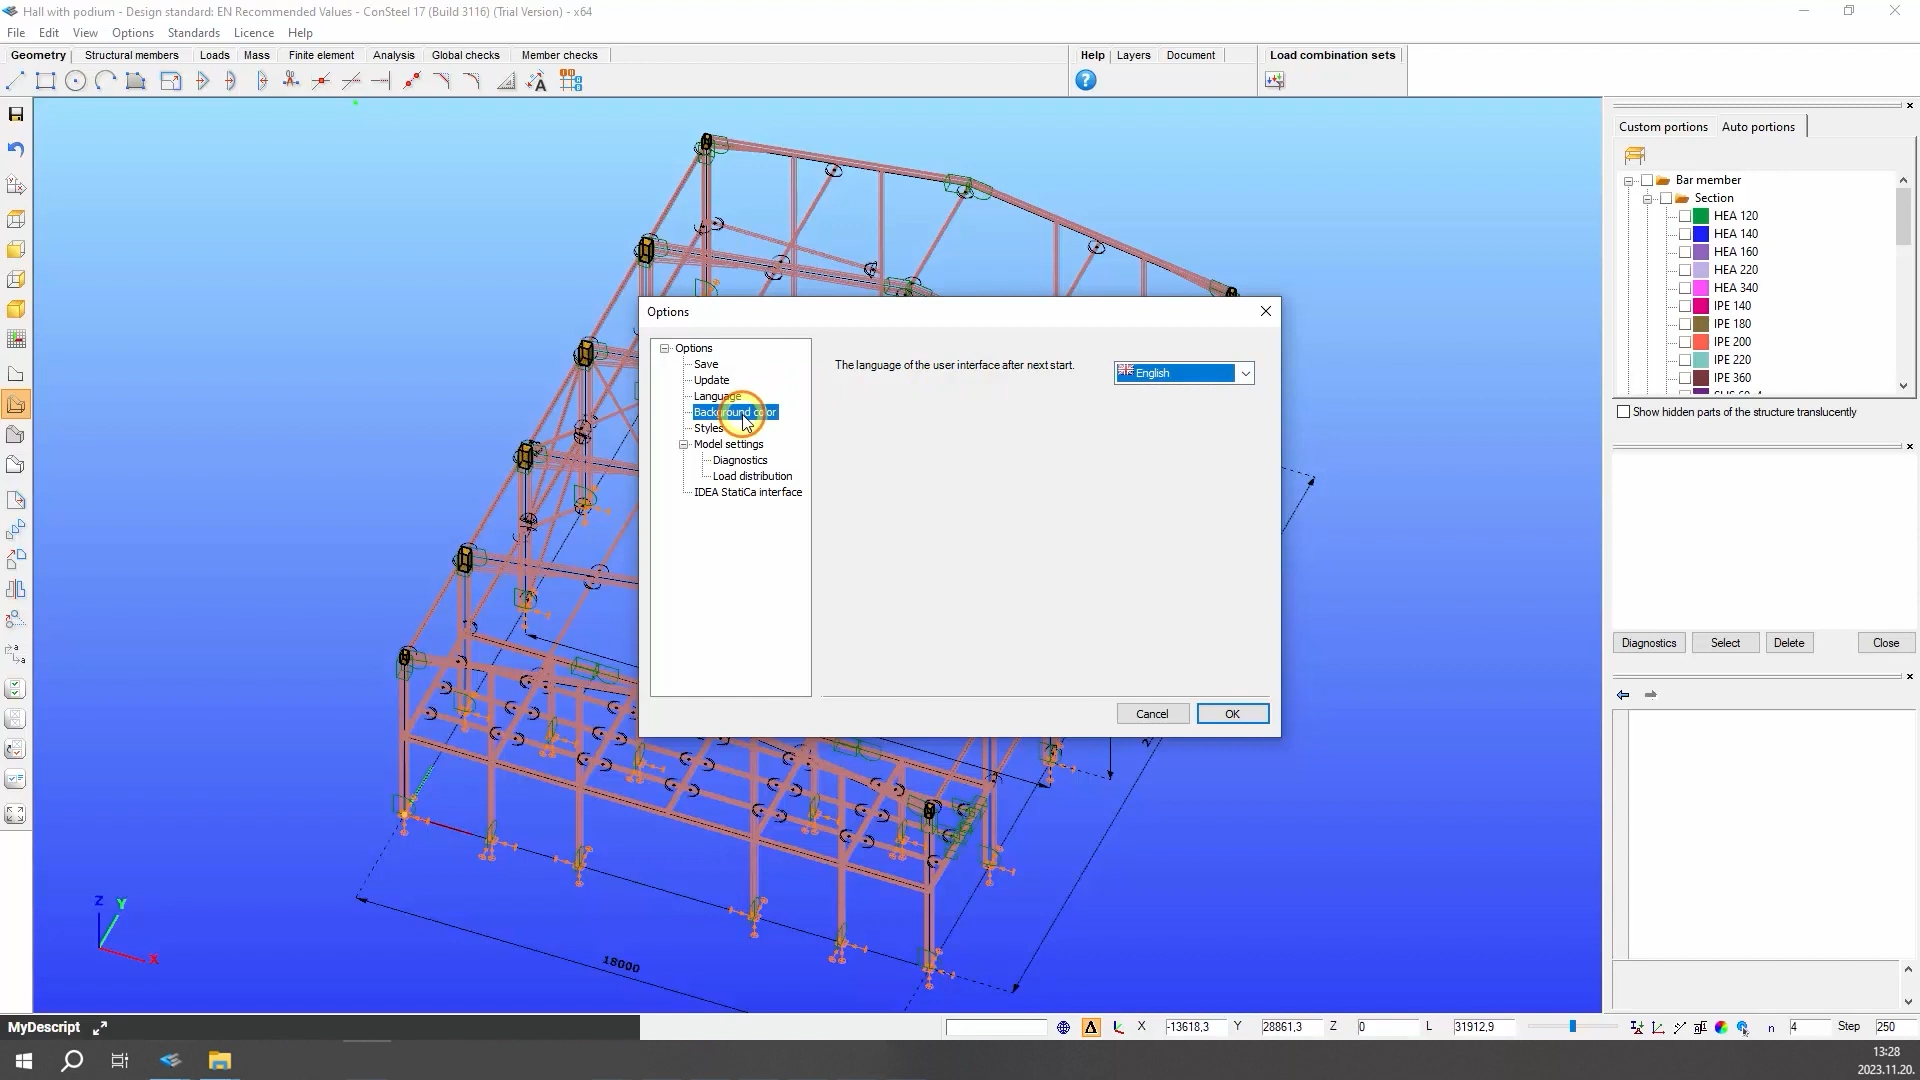 Hall with podium - Design standard: EN Recommended Values - ConSteel 17 (Build 3116) (Trial Version) - x64
File Edit View Options Standards Licence Help
Geometry Structural members Loads Mass Finite element Analysis Global checks Member checks Help Layers Document Load combination sets
Custom portions Auto portions
Bar member
Section
HEA 120
HEA 140
HEA 160
HEA 220
HEA 340
IPE 140
IPE 180
IPE 200
IPE 220
IPE 360
Show hidden parts of the structure translucently
Diagnostics Select Delete Close
Options
Options
Save
Update
Language
Background color
Styles
Model settings
Diagnostics
Load distribution
IDEA StatiCa interface
The language of the user interface after next start.
English
Cancel OK
18000
Z Y X
MyDescript
X -13618,3 Y 28861,3 Z 0 L 31912,9 n 4 Step 250
13:28
2023.11.20.